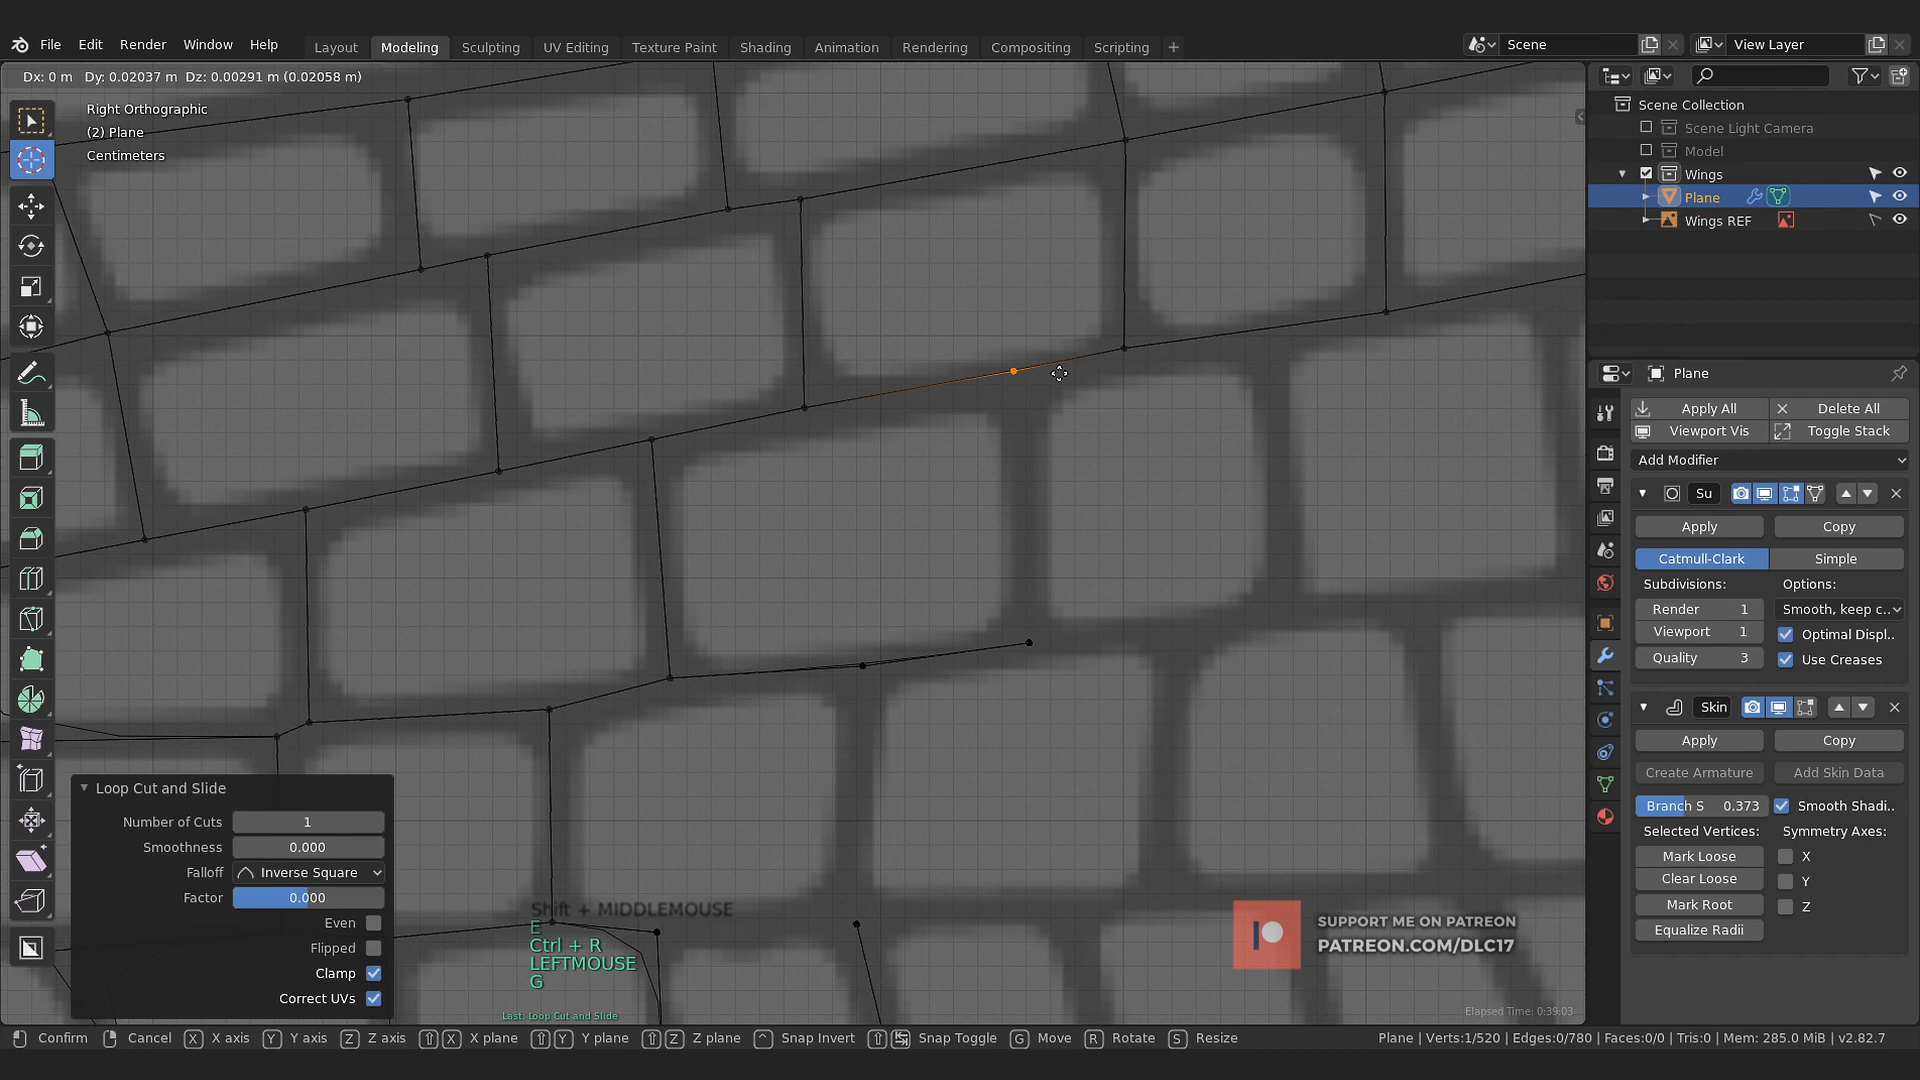 File Edit Render Window Help
Layout Modeling Sculpting UV Editing Texture Paint Shading Animation Rendering Compositing Scripting +
Scene
View Layer
Dx: 0 m Dy: 0.02037 m Dz: 0.00291 m (0.02058 m)
Right Orthographic
(2) Plane
Centimeters
Scene Collection
Scene Light Camera
Model
Wings
Plane
Wings REF
Plane
Apply All
Delete All
Viewport Vis
Toggle Stack
Add Modifier
Su
Apply
Copy
Catmull-Clark
Simple
Subdivisions:
Options:
Render 1
Smooth, keep c..
Viewport 1
Optimal Displ..
Quality 3
Use Creases
Skin
Apply
Copy
Create Armature
Add Skin Data
Branch S 0.373
Smooth Shadi..
Selected Vertices:
Symmetry Axes:
Mark Loose
X
Clear Loose
Y
Mark Root
Z
Equalize Radii
Loop Cut and Slide
Number of Cuts 1
Smoothness 0.000
Falloff Inverse Square
Factor 0.000
Even
Flipped
Clamp
Correct UVs
Shift + MIDDLEMOUSE
E
Ctrl + R
LEFTMOUSE
G
Last: Loop Cut and Slide
SUPPORT ME ON PATREON
PATREON.COM/DLC17
Elapsed Time: 0:39:03
Confirm Cancel X X axis Y Y axis Z Z axis X X plane Y Y plane Z Z plane Snap Invert Snap Toggle G Move R Rotate S Resize
Plane | Verts:1/520 | Edges:0/780 | Faces:0/0 | Tris:0 | Mem: 285.0 MiB | v2.82.7